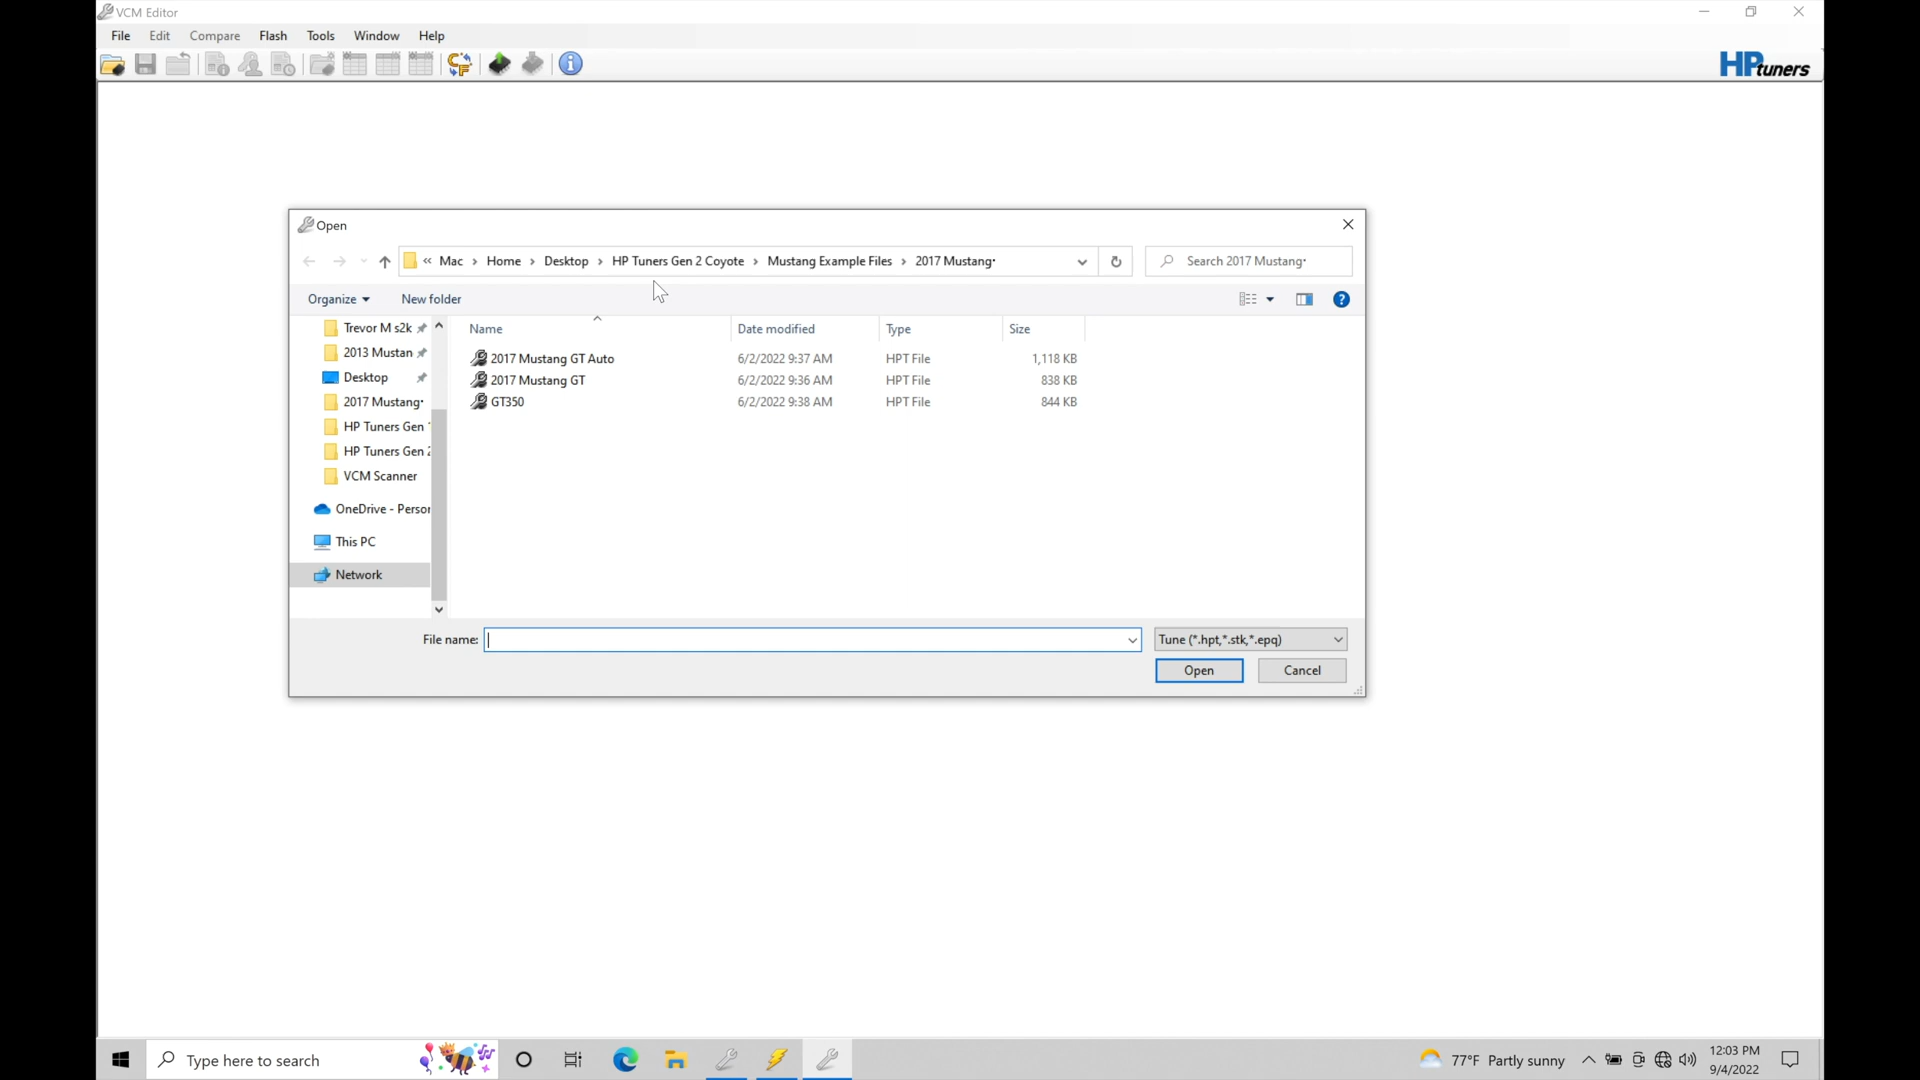 VCM Editor
File Edit Compare Flash Tools Window Help
HPtuners
Open
« Mac > Home > Desktop > HP Tuners Gen 2 Coyote > Mustang Example Files > 2017 Mustang· Search 2017 Mustang·
Organize New folder
Name Date modified Type Size
Trevor M s2k
2013 Mustan
Desktop
2017 Mustang·
HP Tuners Gen
HP Tuners Gen 2
VCM Scanner
OneDrive - Person
This PC
Network
2017 Mustang GT Auto 6/2/2022 9:37 AM HPT File 1,118 KB
2017 Mustang GT 6/2/2022 9:36 AM HPT File 838 KB
GT350 6/2/2022 9:38 AM HPT File 844 KB
File name: Tune (*.hpt,*.stk,*.epq)
Open Cancel
Type here to search 77°F Partly sunny 12:03 PM
9/4/2022